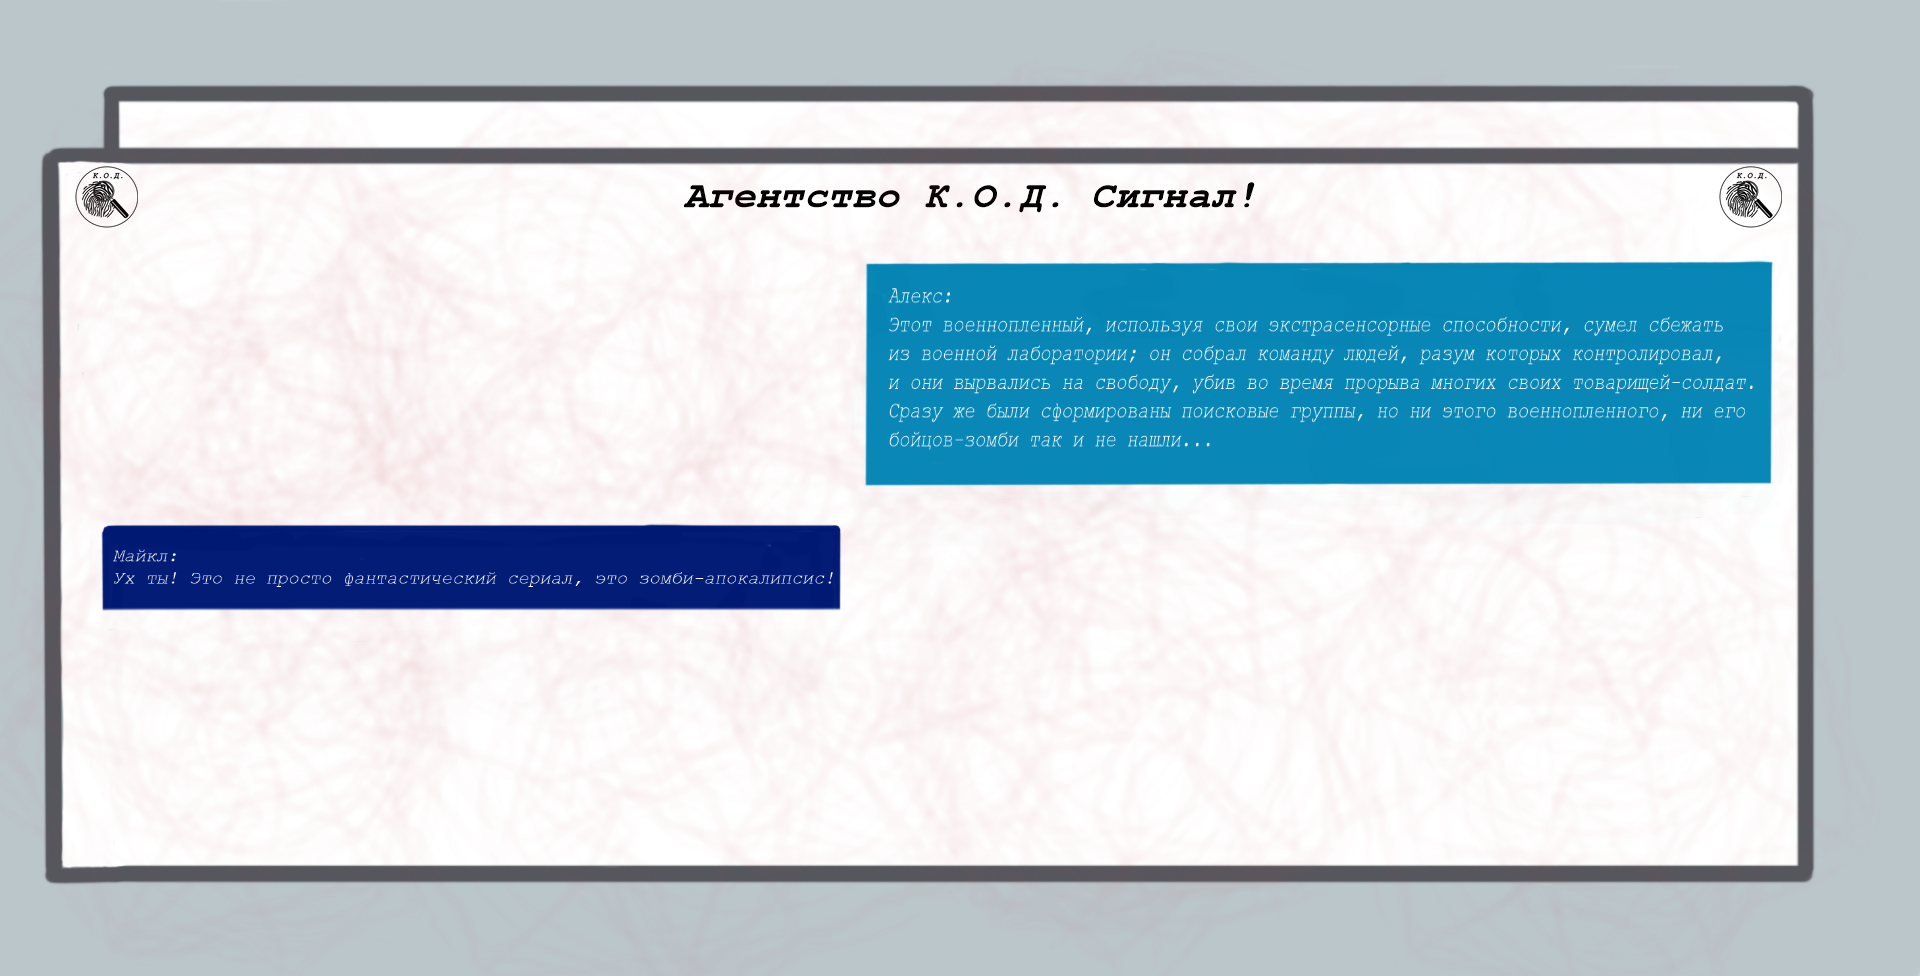 К.О.Д.
Агентство К.О.Д. Сигнал!
К.О.Д.
Алекс:
Этот военнопленный, используя свои экстрасенсорные способности, сумел сбежать
из военной лаборатории; он собрал команду людей, разум которых контролировал,
и они вырвались на свободу, убив во время прорыва многих своих товарищей-солдат.
Сразу же были сформированы поисковые группы, но ни этого военнопленного, ни его
бойцов-зомби так и не нашли...
Майкл:
Ух ты! Это не просто фантастический сериал, это зомби-апокалипсис!